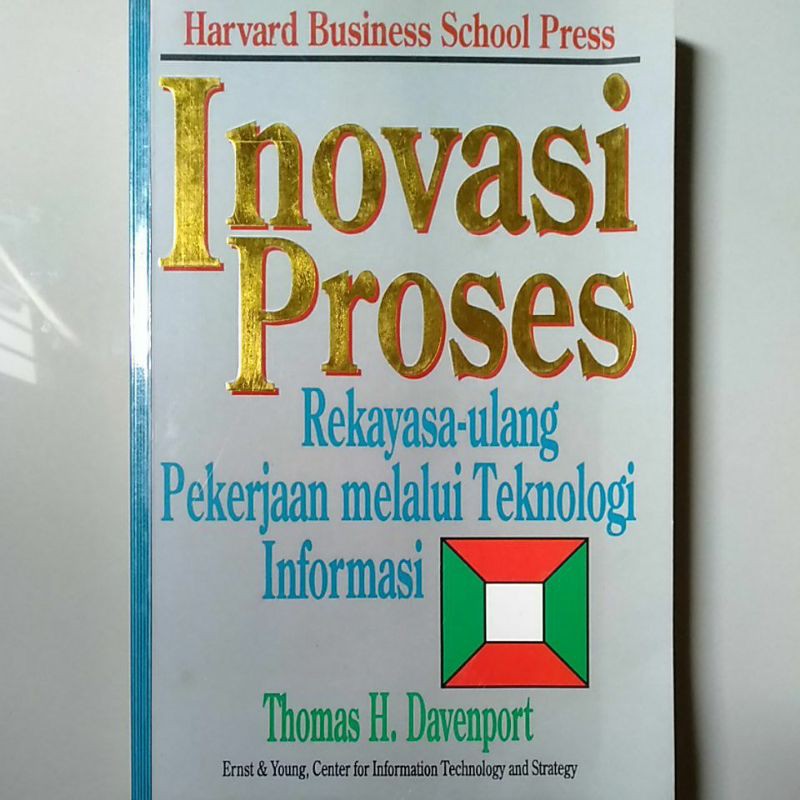 Harvard Business School Press
Inovasi
Proses
Rekayasa-ulang
Pekerjaan melalui Teknologi
Informasi
Thomas H. Davenport
Ernst & Young, Center for Information Technology and Strategy